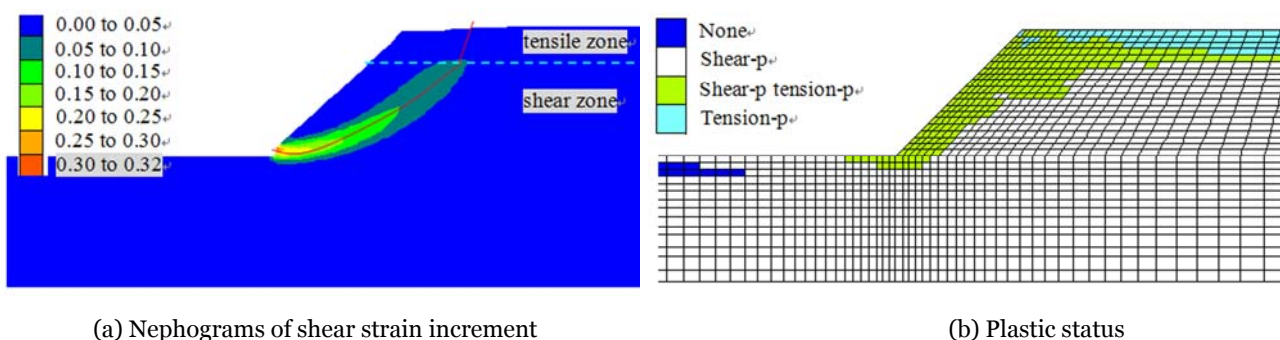 0.00 to 0.05↵
0.05 to 0.10↵
0.10 to 0.15↵
0.15 to 0.20↵
0.20 to 0.25↵
0.25 to 0.30↵
0.30 to 0.32↵
tensile zone↵
shear zone↵
None↵
Shear-p↵
Shear-p tension-p↵
Tension-p↵
(a) Nephograms of shear strain increment
(b) Plastic status